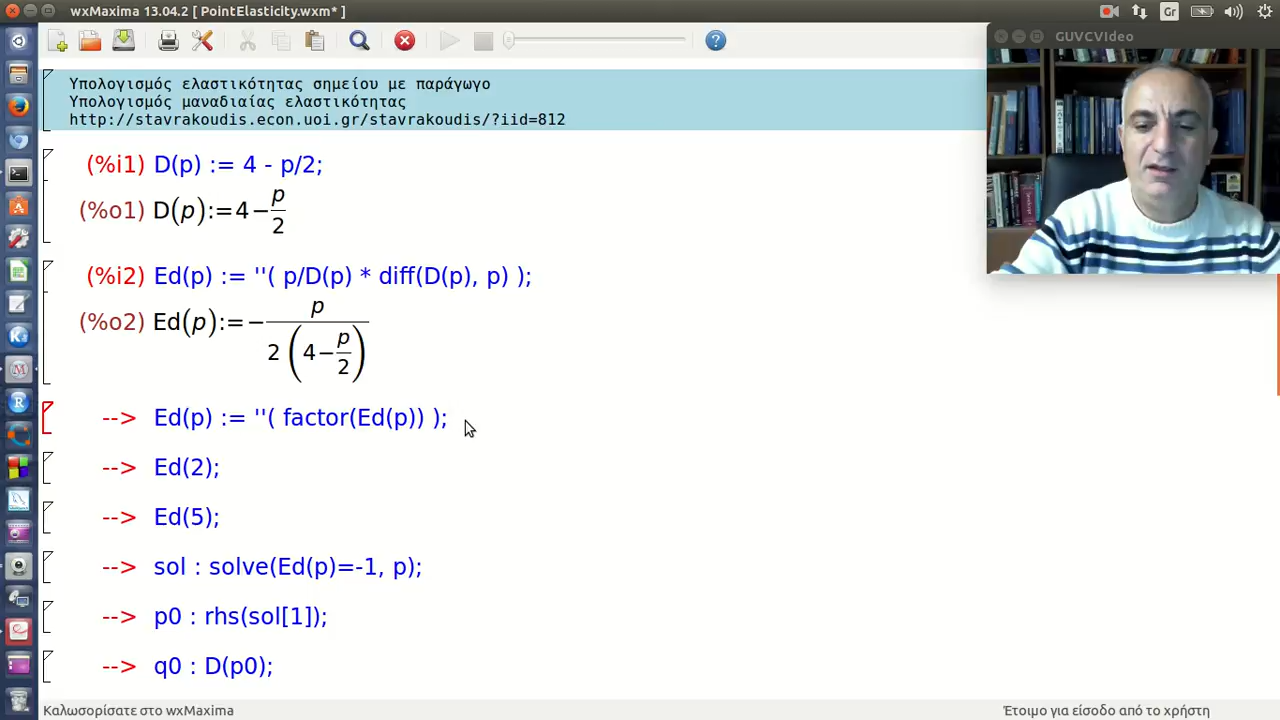 wxMaxima 13.04.2 [ PointElasticity.wxm* ]
Gr
GUVCVIdeo
Υπολογισμός ελαστικότητας σημείου με παράγωγο
Υπολογισμός μαναδιαίας ελαστικότητας
http://stavrakoudis.econ.uoi.gr/stavrakoudis/?iid=812
(%i1) D(p) := 4 - p/2;
(%o1) D(p):=4−p/2
(%i2) Ed(p) := ''( p/D(p) * diff(D(p), p) );
(%o2) Ed(p):=−p/(2(4−p/2))
--> Ed(p) := ''( factor(Ed(p)) );
--> Ed(2);
--> Ed(5);
--> sol : solve(Ed(p)=-1, p);
--> p0 : rhs(sol[1]);
--> q0 : D(p0);
Καλωσορίσατε στο wxMaxima
Έτοιμο για είσοδο από το χρήστη